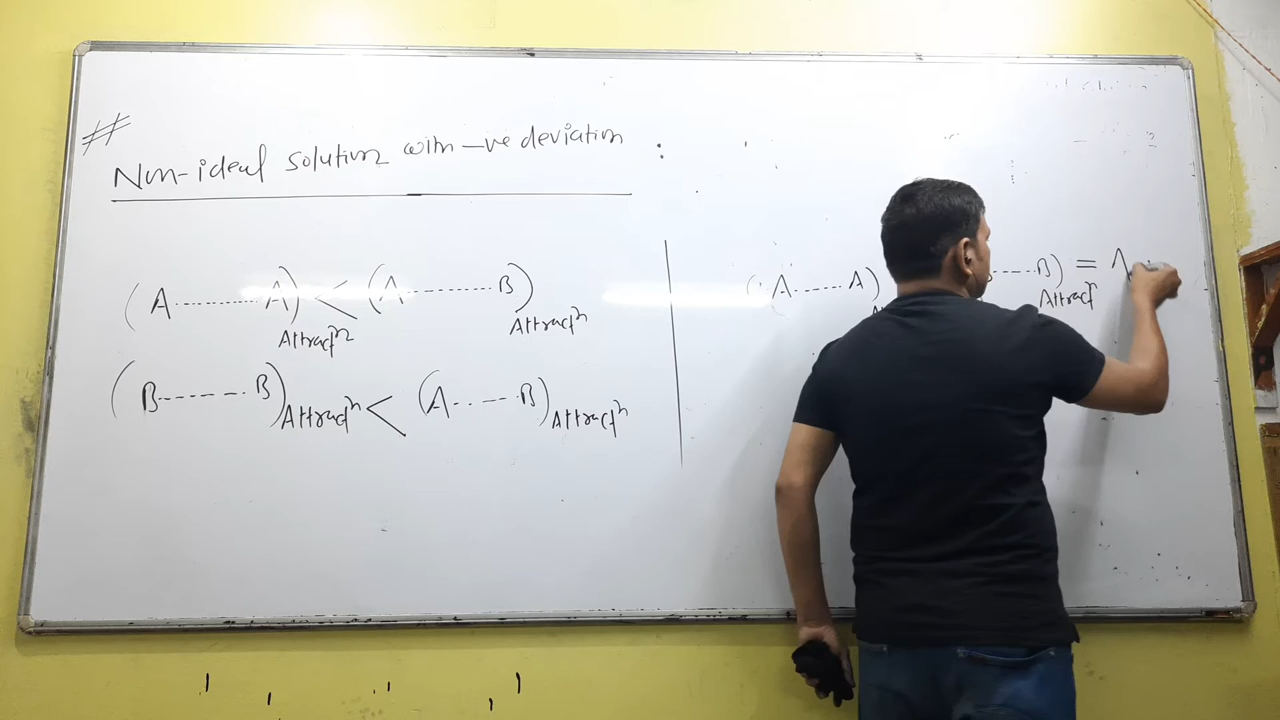 # Non-ideal solution with -ve deviation :
(A ......... A) Attractn < (A ......... B) Attractn
(B ------- B) Attractn < (A ...... B) Attractn
(A ...... A)
B) Attractn = A